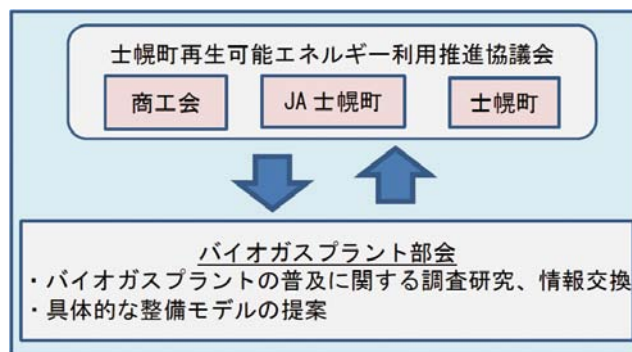 士幌町再生可能エネルギー利用推進協議会
商工会 JA 士幌町 士幌町
バイオガスプラント部会
・バイオガスプラントの普及に関する調査研究、情報交換
・具体的な整備モデルの提案